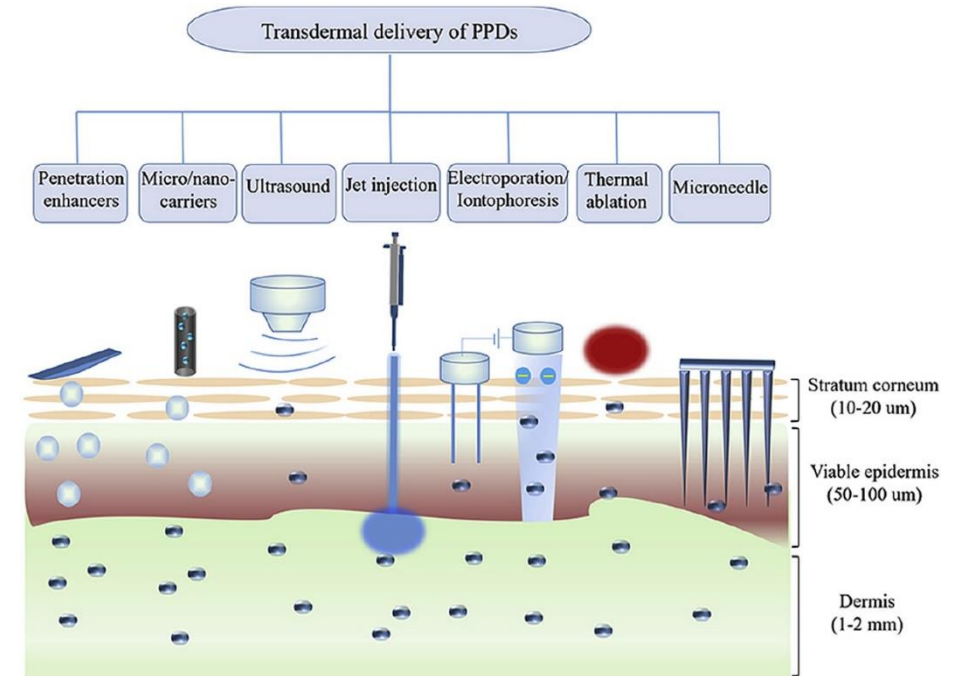 Transdermal delivery of PPDs
Penetration
enhancers
Micro/nano-
carriers
Ultrasound
Jet injection
Electroporation/
Iontophoresis
Thermal
ablation
Microneedle
Stratum corneum
(10-20 um)
Viable epidermis
(50-100 um)
Dermis
(1-2 mm)